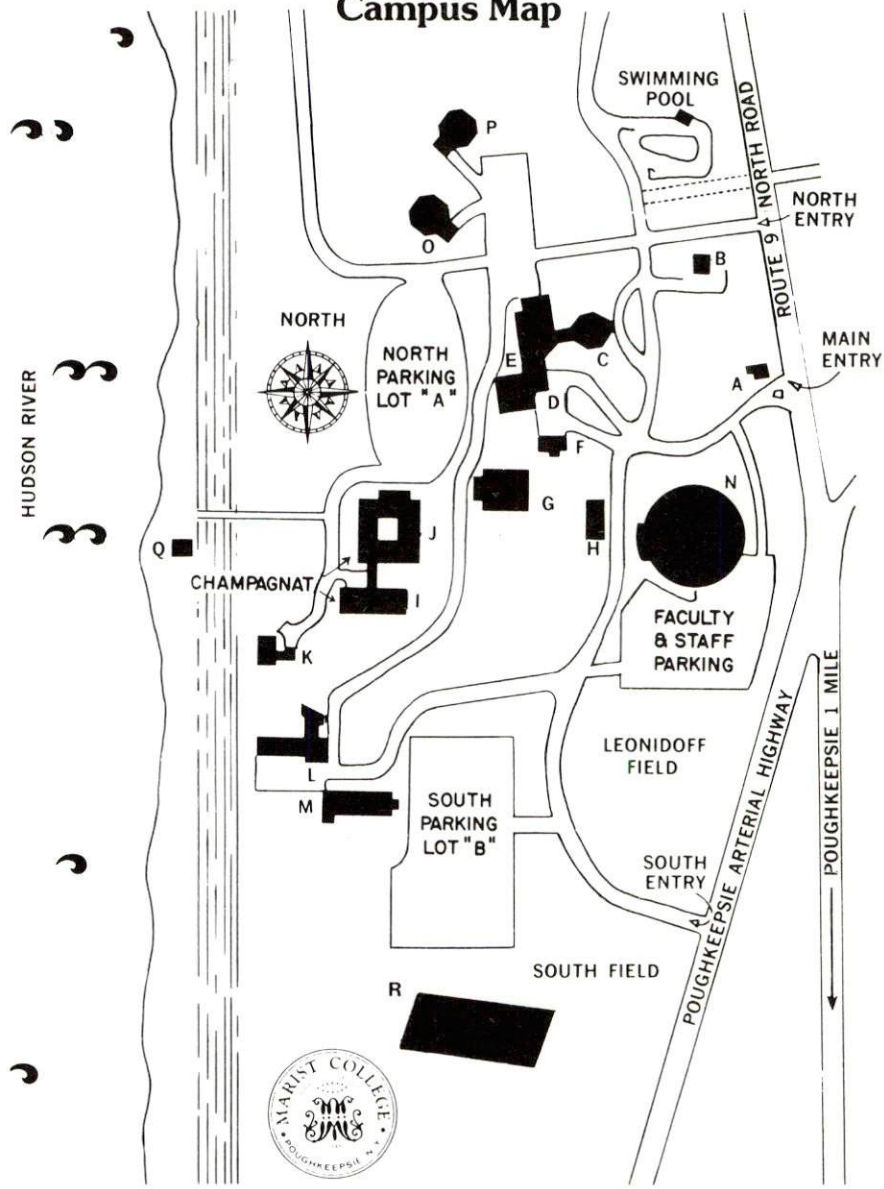 Campus Map
SWIMMING
POOL
P
ROUTE 9 NORTH ROAD
NORTH
ENTRY
O
B
NORTH
NORTH
PARKING
LOT "A"
E
C
MAIN
ENTRY
A
D
HUDSON RIVER
F
N
G
J
H
Q
CHAMPAGNAT
I
FACULTY
& STAFF
PARKING
K
POUGHKEEPSIE 1 MILE
LEONIDOFF
FIELD
L
M
SOUTH
PARKING
LOT "B"
POUGHKEEPSIE ARTERIAL HIGHWAY
SOUTH
ENTRY
SOUTH FIELD
R
MARIST COLLEGE
POUGHKEEPSIE N.Y.